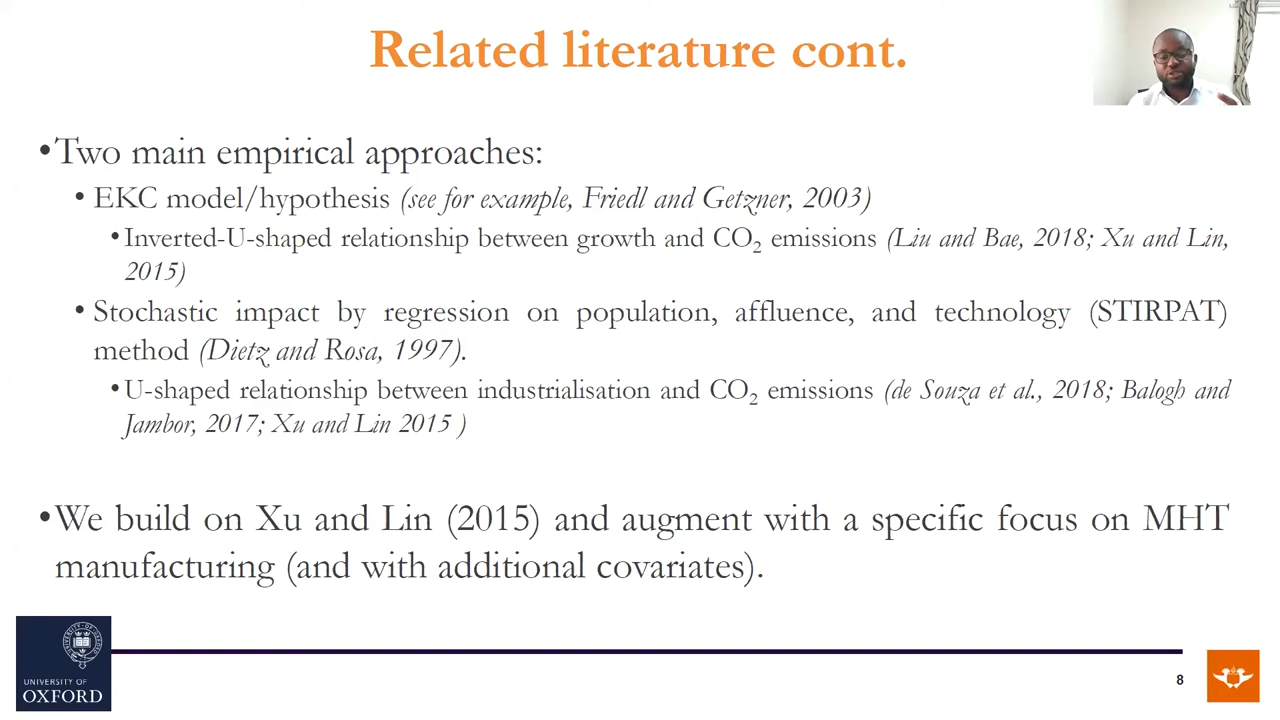 Related literature cont.
•Two main empirical approaches:
• EKC model/hypothesis (see for example, Friedl and Getzner, 2003)
•Inverted-U-shaped relationship between growth and CO₂ emissions (Liu and Bae, 2018; Xu and Lin,
2015)
• Stochastic impact by regression on population, affluence, and technology (STIRPAT)
method (Dietz and Rosa, 1997).
•U-shaped relationship between industrialisation and CO₂ emissions (de Souza et al., 2018; Balogh and
Jambor, 2017; Xu and Lin 2015 )
•We build on Xu and Lin (2015) and augment with a specific focus on MHT
manufacturing (and with additional covariates).
UNIVERSITY OF
OXFORD
8